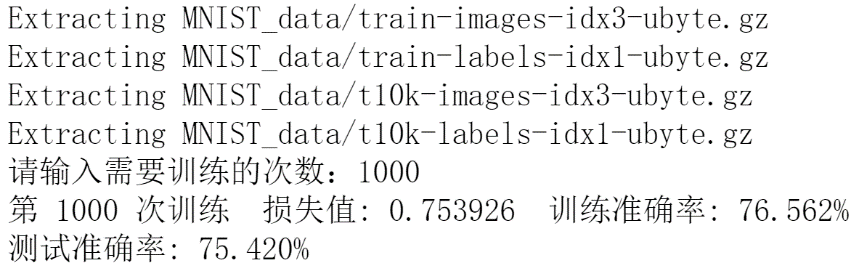 Extracting MNIST_data/train-images-idx3-ubyte.gz
Extracting MNIST_data/train-labels-idx1-ubyte.gz
Extracting MNIST_data/t10k-images-idx3-ubyte.gz
Extracting MNIST_data/t10k-labels-idx1-ubyte.gz
请输入需要训练的次数：1000
第 1000 次训练  损失值: 0.753926  训练准确率: 76.562%
测试准确率: 75.420%